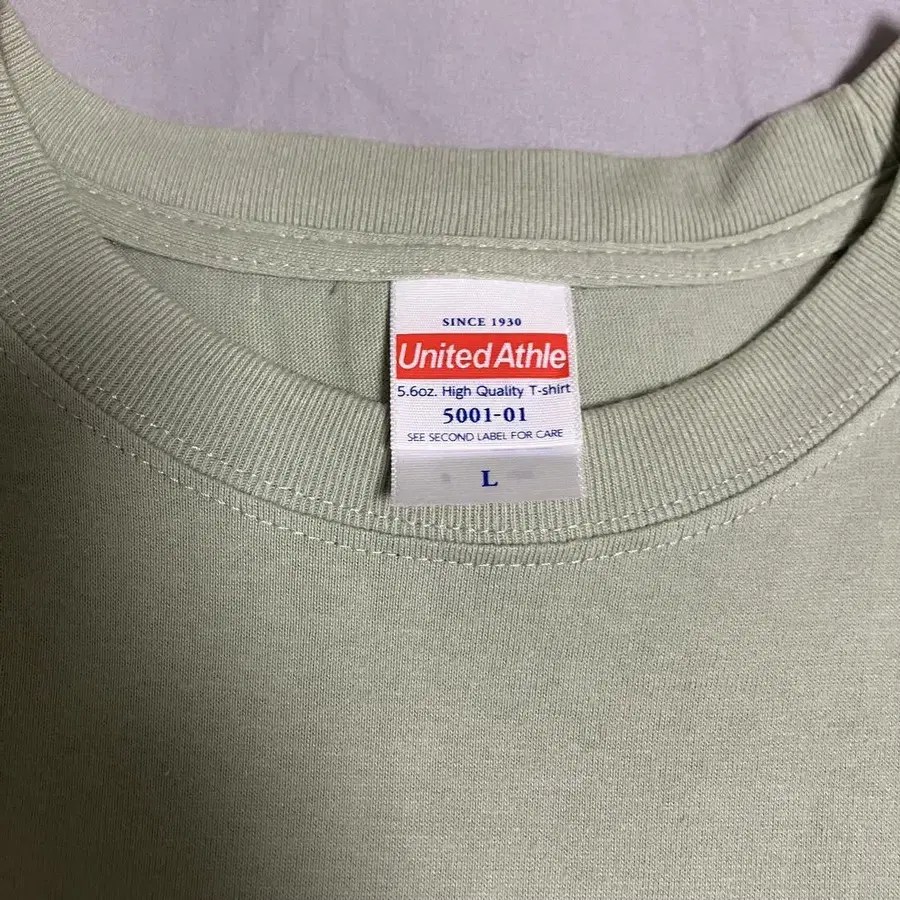 SINCE 1930
United Athle
5.6oz. High Quality T-shirt
5001-01
SEE SECOND LABEL FOR CARE
L